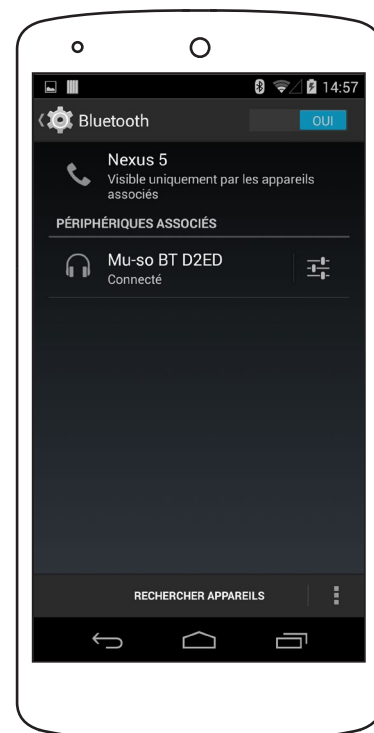 14:57
Bluetooth
OUI
Nexus 5
Visible uniquement par les appareils
associés
PÉRIPHÉRIQUES ASSOCIÉS
Mu-so BT D2ED
Connecté
RECHERCHER APPAREILS